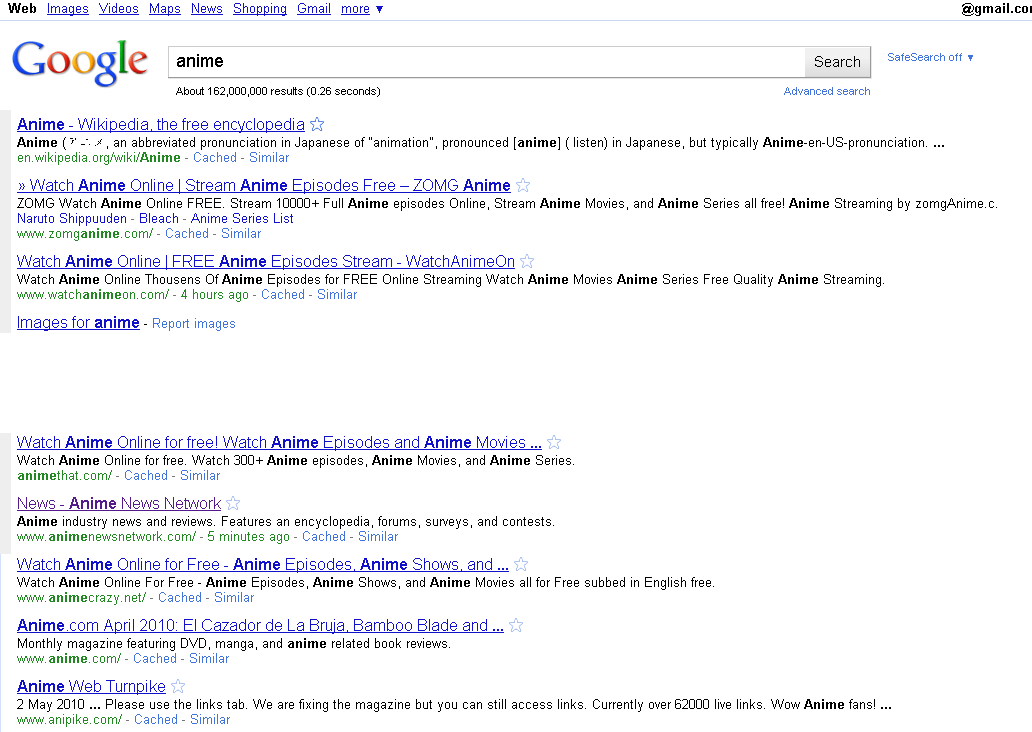 Web Images Videos Maps News Shopping Gmail more ▼ @gmail.co
Google anime Search SafeSearch off ▼
About 162,000,000 results (0.26 seconds) Advanced search
Anime - Wikipedia, the free encyclopedia
Anime ( , an abbreviated pronunciation in Japanese of "animation", pronounced [anime] ( listen) in Japanese, but typically Anime-en-US-pronunciation. ...
en.wikipedia.org/wiki/Anime - Cached - Similar
» Watch Anime Online | Stream Anime Episodes Free – ZOMG Anime
ZOMG Watch Anime Online FREE. Stream 10000+ Full Anime episodes Online, Stream Anime Movies, and Anime Series all free! Anime Streaming by zomgAnime.c.
Naruto Shippuuden - Bleach - Anime Series List
www.zomganime.com/ - Cached - Similar
Watch Anime Online | FREE Anime Episodes Stream - WatchAnimeOn
Watch Anime Online Thousens Of Anime Episodes for FREE Online Streaming Watch Anime Movies Anime Series Free Quality Anime Streaming.
www.watchanimeon.com/ - 4 hours ago - Cached - Similar
Images for anime - Report images
Watch Anime Online for free! Watch Anime Episodes and Anime Movies ...
Watch Anime Online for free. Watch 300+ Anime episodes, Anime Movies, and Anime Series.
animethat.com/ - Cached - Similar
News - Anime News Network
Anime industry news and reviews. Features an encyclopedia, forums, surveys, and contests.
www.animenewsnetwork.com/ - 5 minutes ago - Cached - Similar
Watch Anime Online for Free - Anime Episodes, Anime Shows, and ...
Watch Anime Online For Free - Anime Episodes, Anime Shows, and Anime Movies all for Free subbed in English free.
www.animecrazy.net/ - Cached - Similar
Anime.com April 2010: El Cazador de La Bruja, Bamboo Blade and ...
Monthly magazine featuring DVD, manga, and anime related book reviews.
www.anime.com/ - Cached - Similar
Anime Web Turnpike
2 May 2010 ... Please use the links tab. We are fixing the magazine but you can still access links. Currently over 62000 live links. Wow Anime fans! ...
www.anipike.com/ - Cached - Similar